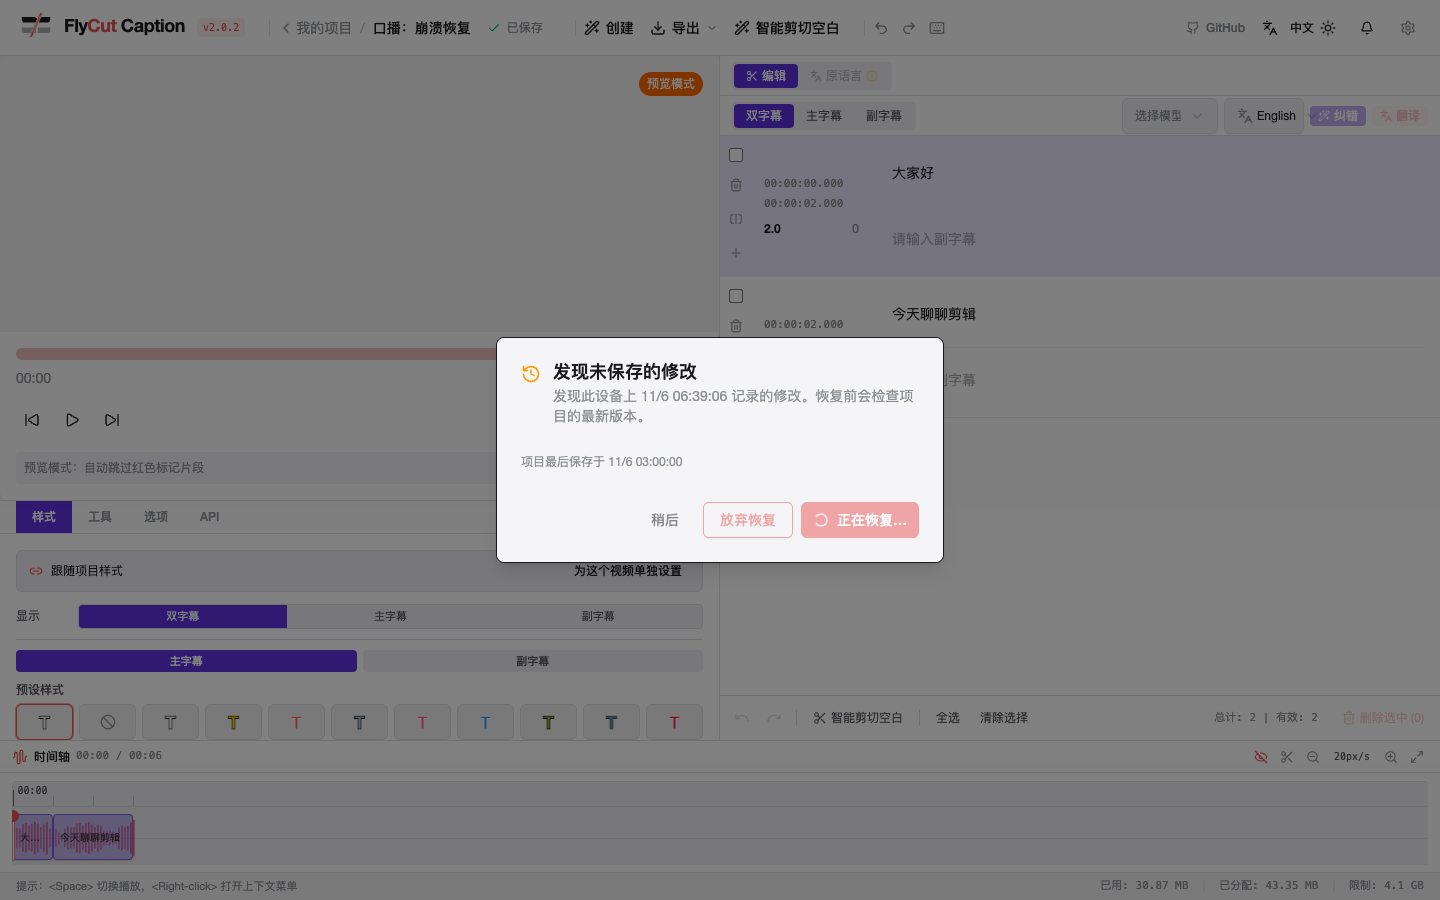 FlyCut Caption
v2.0.2
我的项目 / 口播：崩溃恢复
已保存
创建
导出
智能剪切空白
GitHub
中文
预览模式
编辑
原语言
双字幕
主字幕
副字幕
选择模型
English
纠错
翻译
大家好
00:00:00.000
00:00:02.000
2.0
0
请输入副字幕
今天聊聊剪辑
00:00:02.000
副字幕
00:00
预览模式：自动跳过红色标记片段
发现未保存的修改
发现此设备上 11/6 06:39:06 记录的修改。恢复前会检查项
目的最新版本。
项目最后保存于 11/6 03:00:00
稍后
放弃恢复
正在恢复...
样式
工具
选项
API
跟随项目样式
为这个视频单独设置
显示
双字幕
主字幕
副字幕
主字幕
副字幕
预设样式
T
T
T
T
T
T
T
T
T
T
智能剪切空白
全选
清除选择
总计: 2 | 有效: 2
删除选中 (0)
时间轴
00:00 / 00:06
20px/s
00:00
大...
今天聊聊剪辑
提示：<Space> 切换播放，<Right-click> 打开上下文菜单
已用: 30.87 MB
已分配: 43.35 MB
限制: 4.1 GB